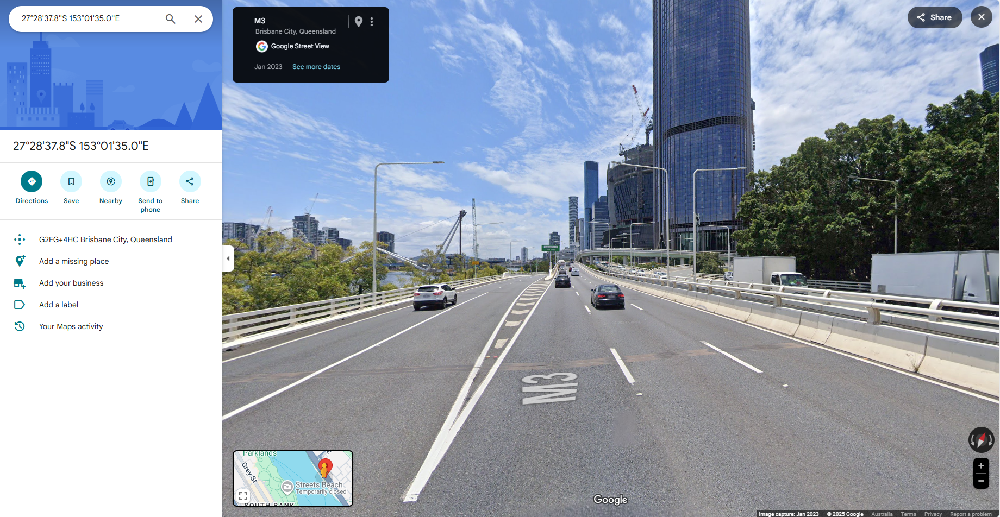 27°28'37.8"S 153°01'35.0"E
27°28'37.8"S 153°01'35.0"E
Directions
Save
Nearby
Send to phone
Share
G2FG+4HC Brisbane City, Queensland
Add a missing place
Add your business
Add a label
Your Maps activity
M3
Brisbane City, Queensland
Google Street View
Jan 2023 See more dates
Share
M3
Parklands
Grey St
Streets Beach
Temporarily closed
SOUTH BANK
Google
Image capture: Jan 2023 © 2025 Google Australia Terms Privacy Report a problem